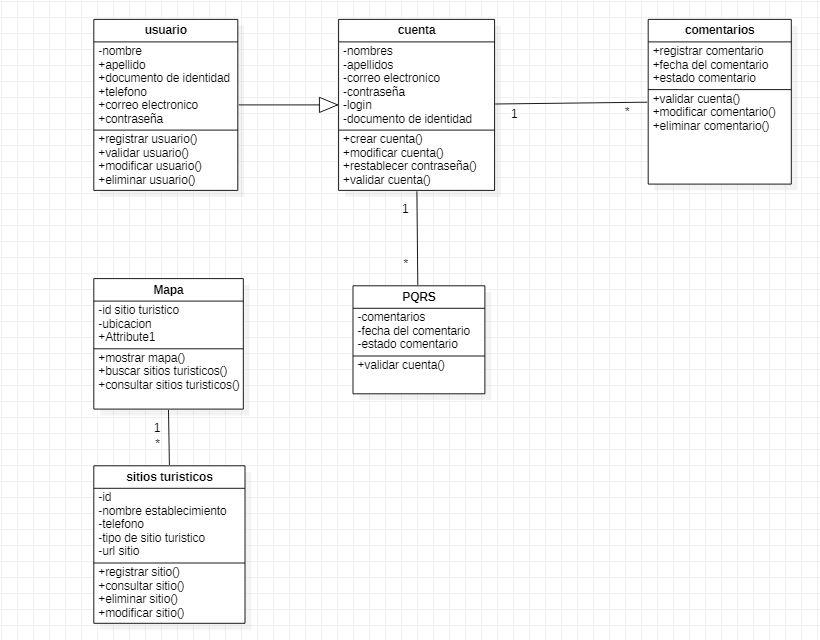 usuario
-nombre
+apellido
+documento de identidad
+telefono
+correo electronico
+contraseña
+registrar usuario()
+validar usuario()
+modificar usuario()
+eliminar usuario()
cuenta
-nombres
-apellidos
-correo electronico
-contraseña
-login
-documento de identidad
+crear cuenta()
+modificar cuenta()
+restablecer contraseña()
+validar cuenta()
1
*
comentarios
+registrar comentario
+fecha del comentario
+estado comentario
+validar cuenta()
+modificar comentario()
+eliminar comentario()
1
*
PQRS
-comentarios
-fecha del comentario
-estado comentario
+validar cuenta()
Mapa
-id sitio turistico
-ubicacion
+Attribute1
+mostrar mapa()
+buscar sitios turisticos()
+consultar sitios turisticos()
1
*
sitios turisticos
-id
-nombre establecimiento
-telefono
-tipo de sitio turistico
-url sitio
+registrar sitio()
+consultar sitio()
+eliminar sitio()
+modificar sitio()